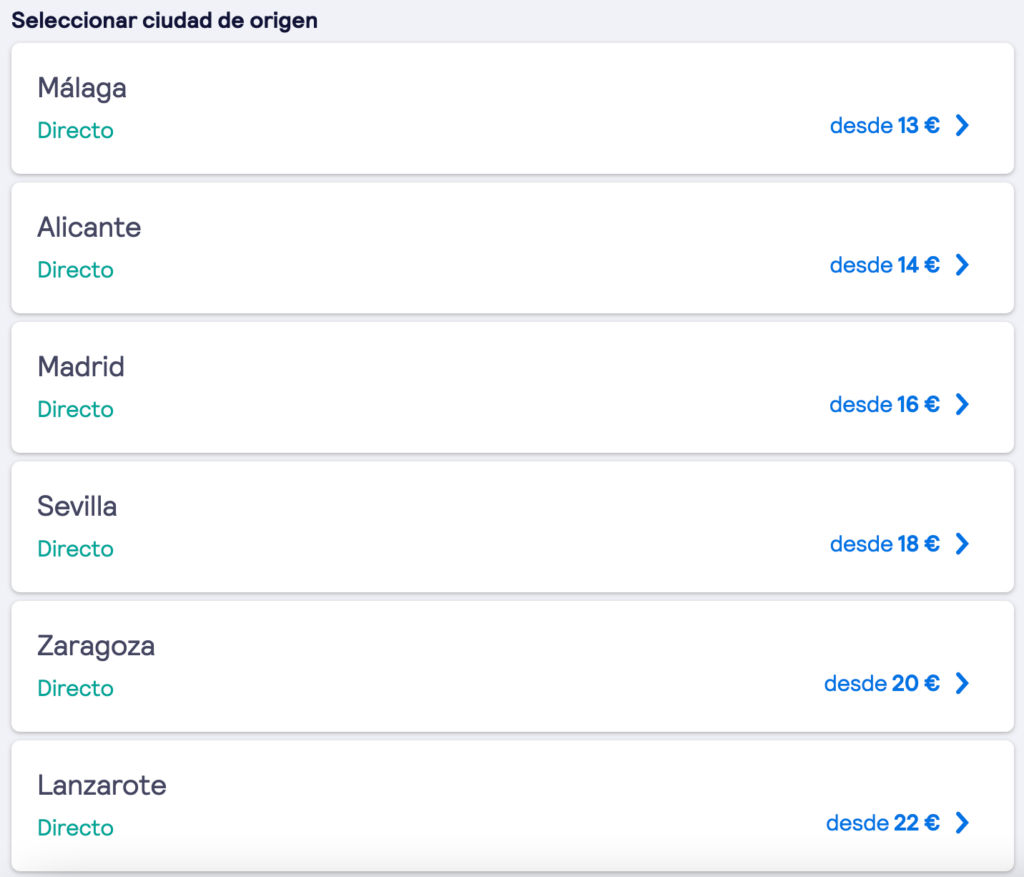 Seleccionar ciudad de origen
Málaga
Directo
desde 13 €
Alicante
Directo
desde 14 €
Madrid
Directo
desde 16 €
Sevilla
Directo
desde 18 €
Zaragoza
Directo
desde 20 €
Lanzarote
Directo
desde 22 €